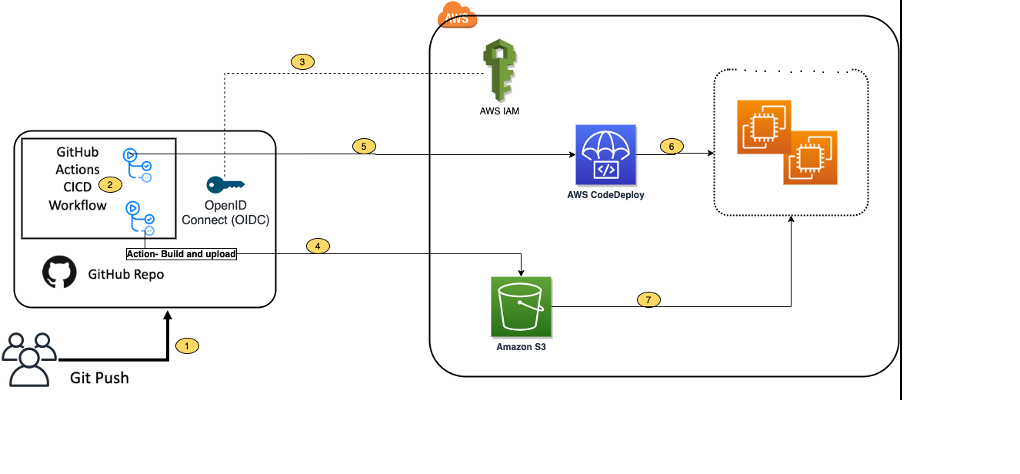 AWS
3
AWS IAM
GitHub
Actions
CICD
Workflow
2
5
6
AWS CodeDeploy
OpenID
Connect (OIDC)
Action- Build and upload
4
GitHub Repo
7
Amazon S3
1
Git Push